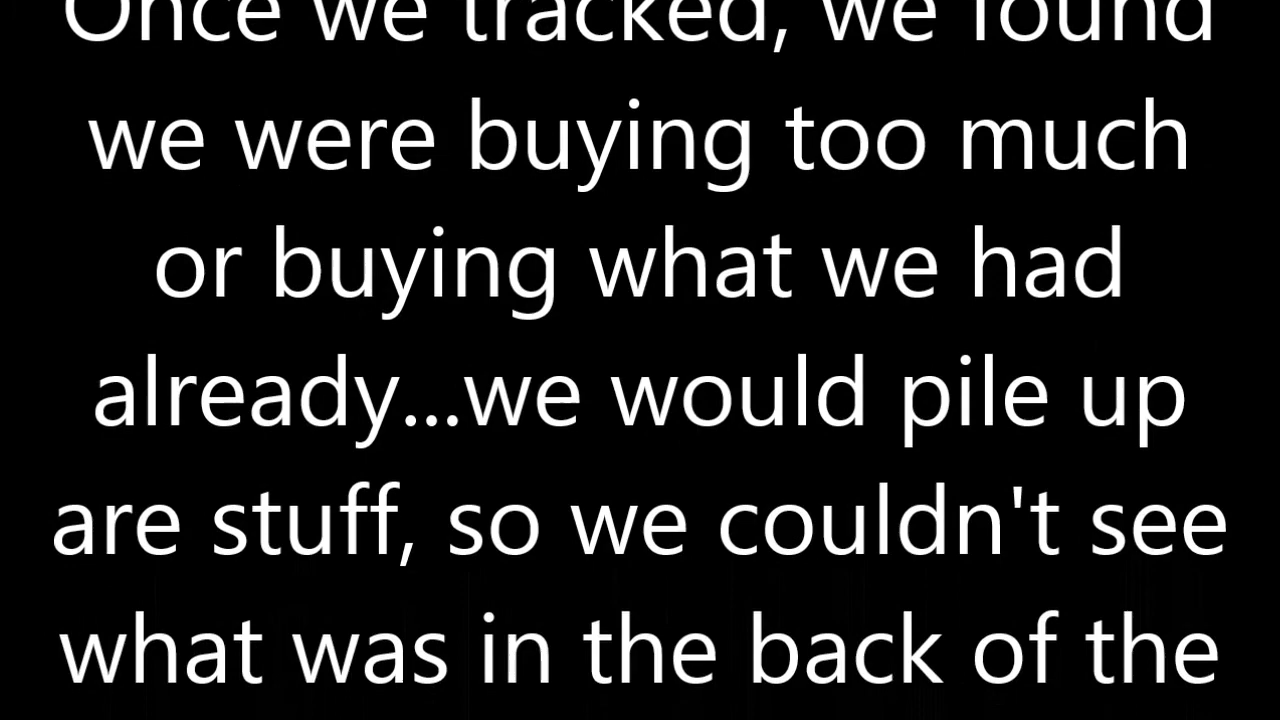 Once we tracked, we found
we were buying too much
or buying what we had
already...we would pile up
are stuff, so we couldn't see
what was in the back of the